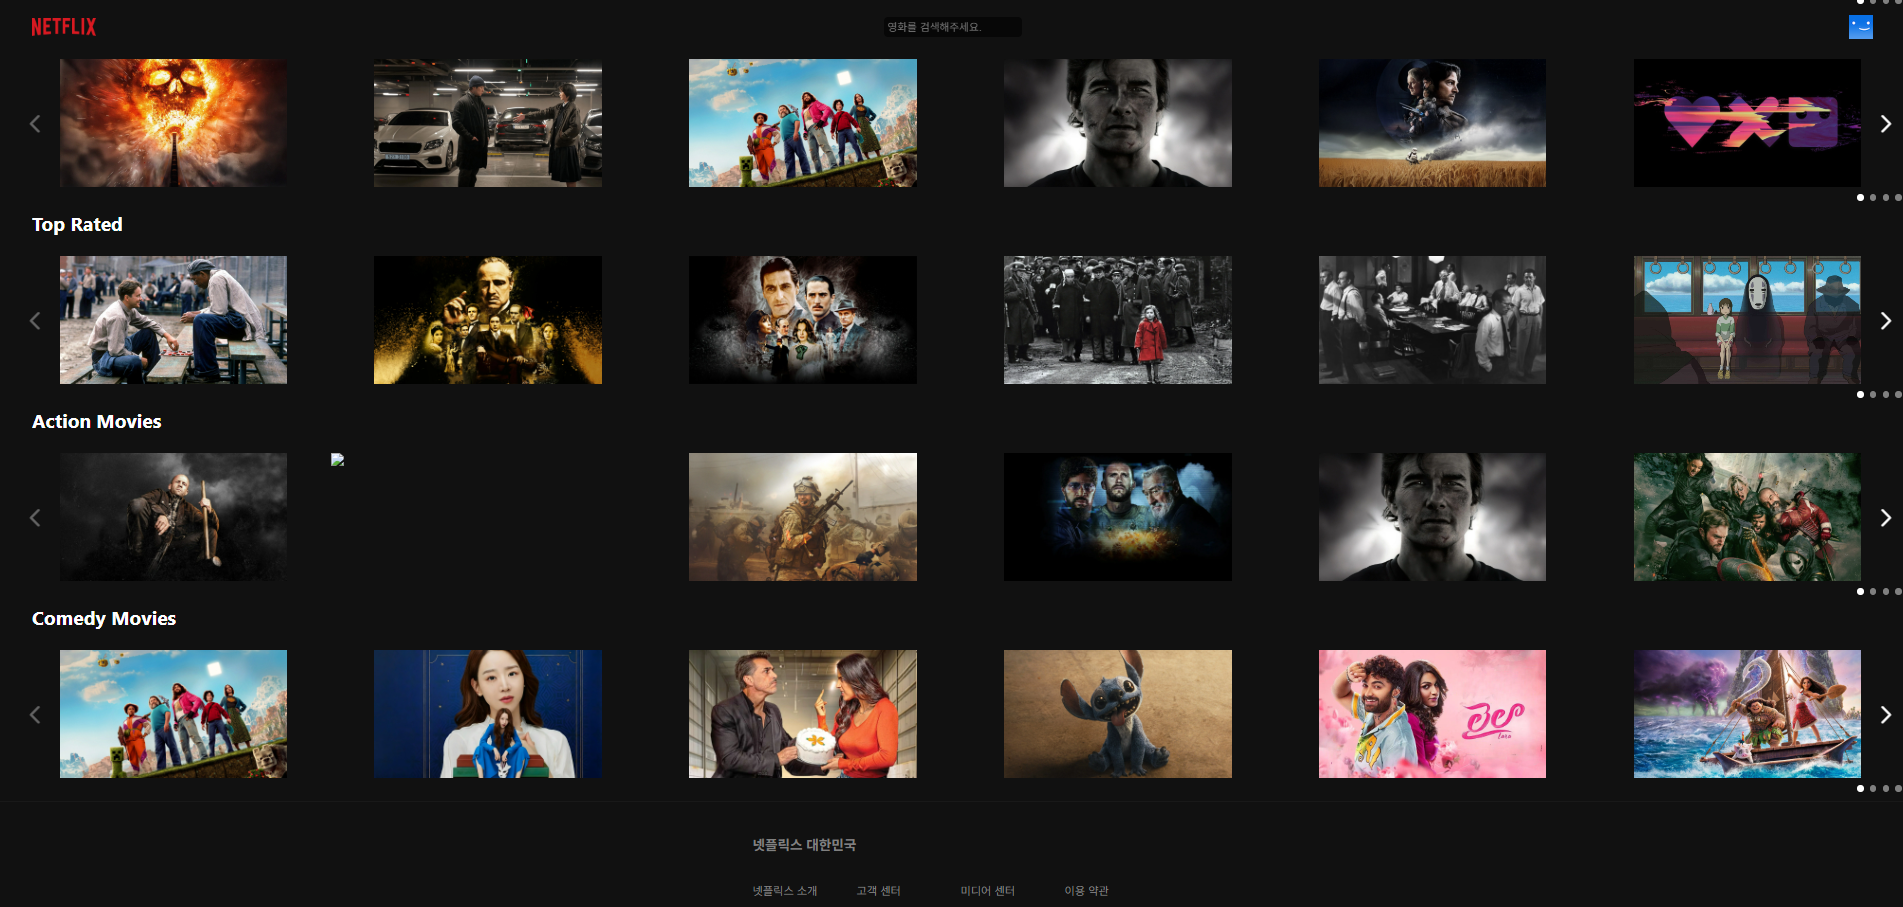 NETFLIX
영화를 검색해주세요.
Top Rated
Action Movies
Comedy Movies
넷플릭스 대한민국
넷플릭스 소개 고객 센터 미디어 센터 이용 약관